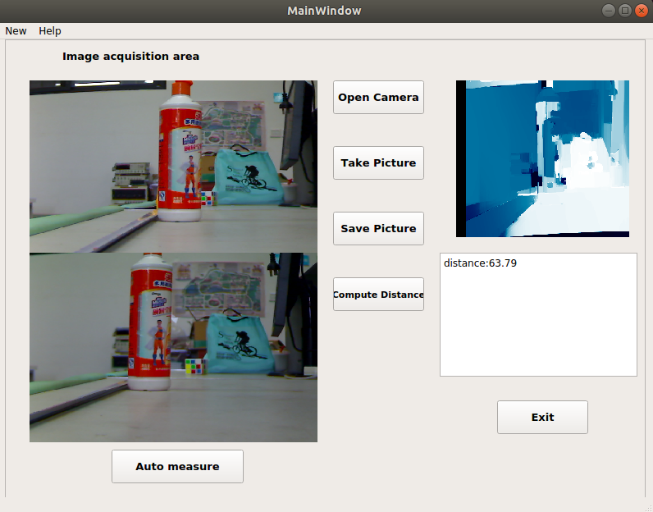 MainWindow
New Help
Image acquisition area
Open Camera
Take Picture
Save Picture
Compute Distance
distance:63.79
Exit
Auto measure